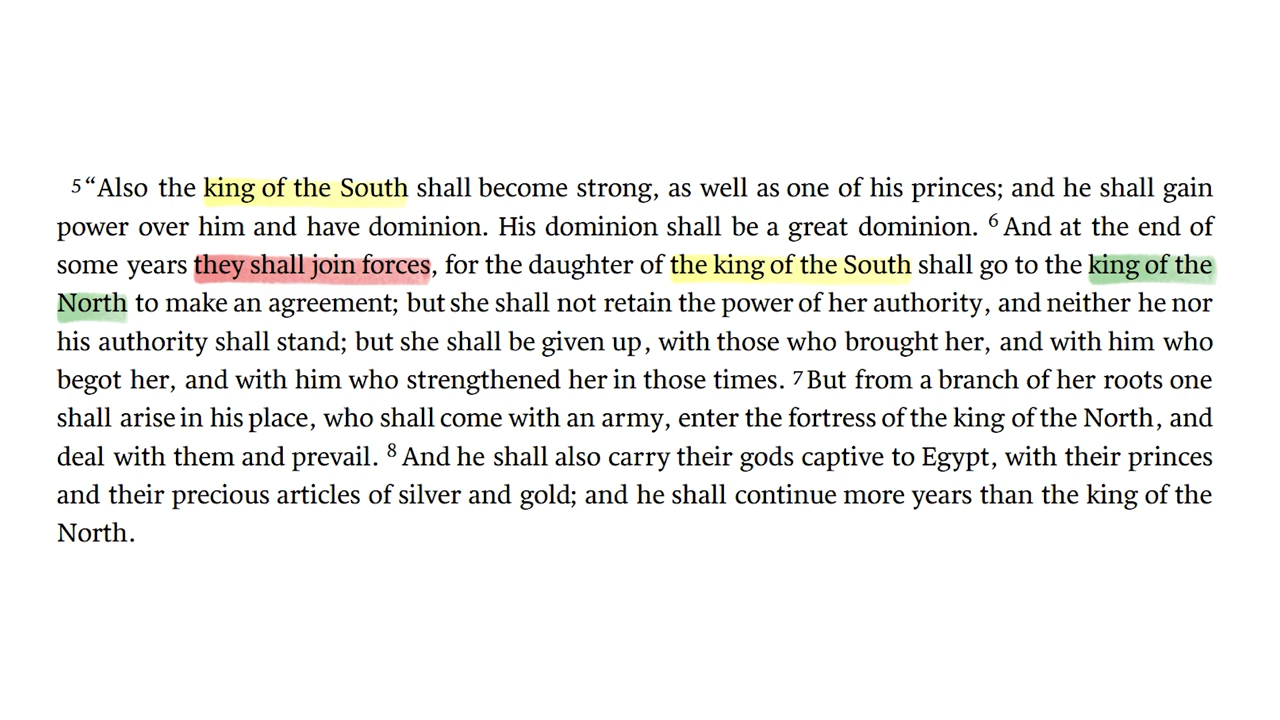 5 “Also the king of the South shall become strong, as well as one of his princes; and he shall gain
power over him and have dominion. His dominion shall be a great dominion. 6 And at the end of
some years they shall join forces, for the daughter of the king of the South shall go to the king of the
North to make an agreement; but she shall not retain the power of her authority, and neither he nor
his authority shall stand; but she shall be given up, with those who brought her, and with him who
begot her, and with him who strengthened her in those times. 7 But from a branch of her roots one
shall arise in his place, who shall come with an army, enter the fortress of the king of the North, and
deal with them and prevail. 8 And he shall also carry their gods captive to Egypt, with their princes
and their precious articles of silver and gold; and he shall continue more years than the king of the
North.